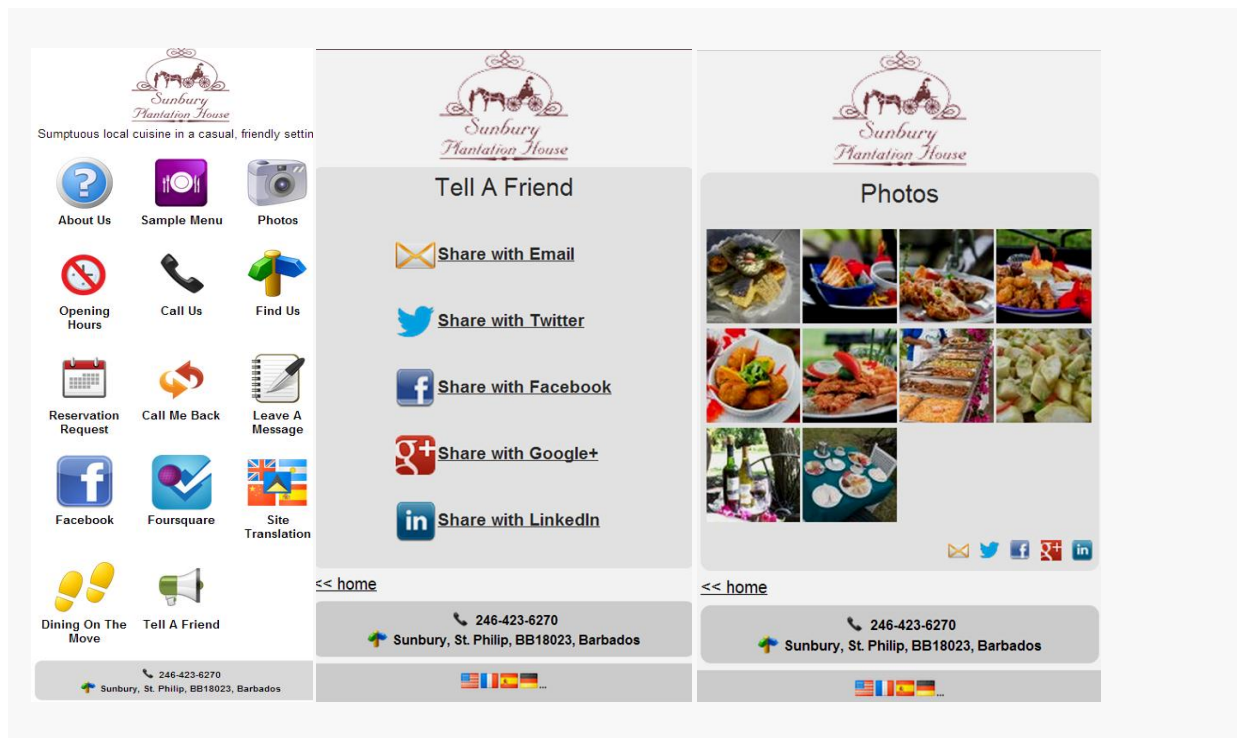 Sunbury
Plantation House
Sumptuous local cuisine in a casual, friendly settin
About Us
Sample Menu
Photos
Opening
Hours
Call Us
Find Us
Reservation
Request
Call Me Back
Leave A
Message
Facebook
Foursquare
Site
Translation
Dining On The
Move
Tell A Friend
246-423-6270
Sunbury, St. Philip, BB18023, Barbados
Sunbury
Plantation House
Tell A Friend
Share with Email
Share with Twitter
f
Share with Facebook
g+
Share with Google+
in
Share with LinkedIn
<< home
246-423-6270
Sunbury, St. Philip, BB18023, Barbados
...
Sunbury
Plantation House
Photos
f g+ in
<< home
246-423-6270
Sunbury, St. Philip, BB18023, Barbados
...